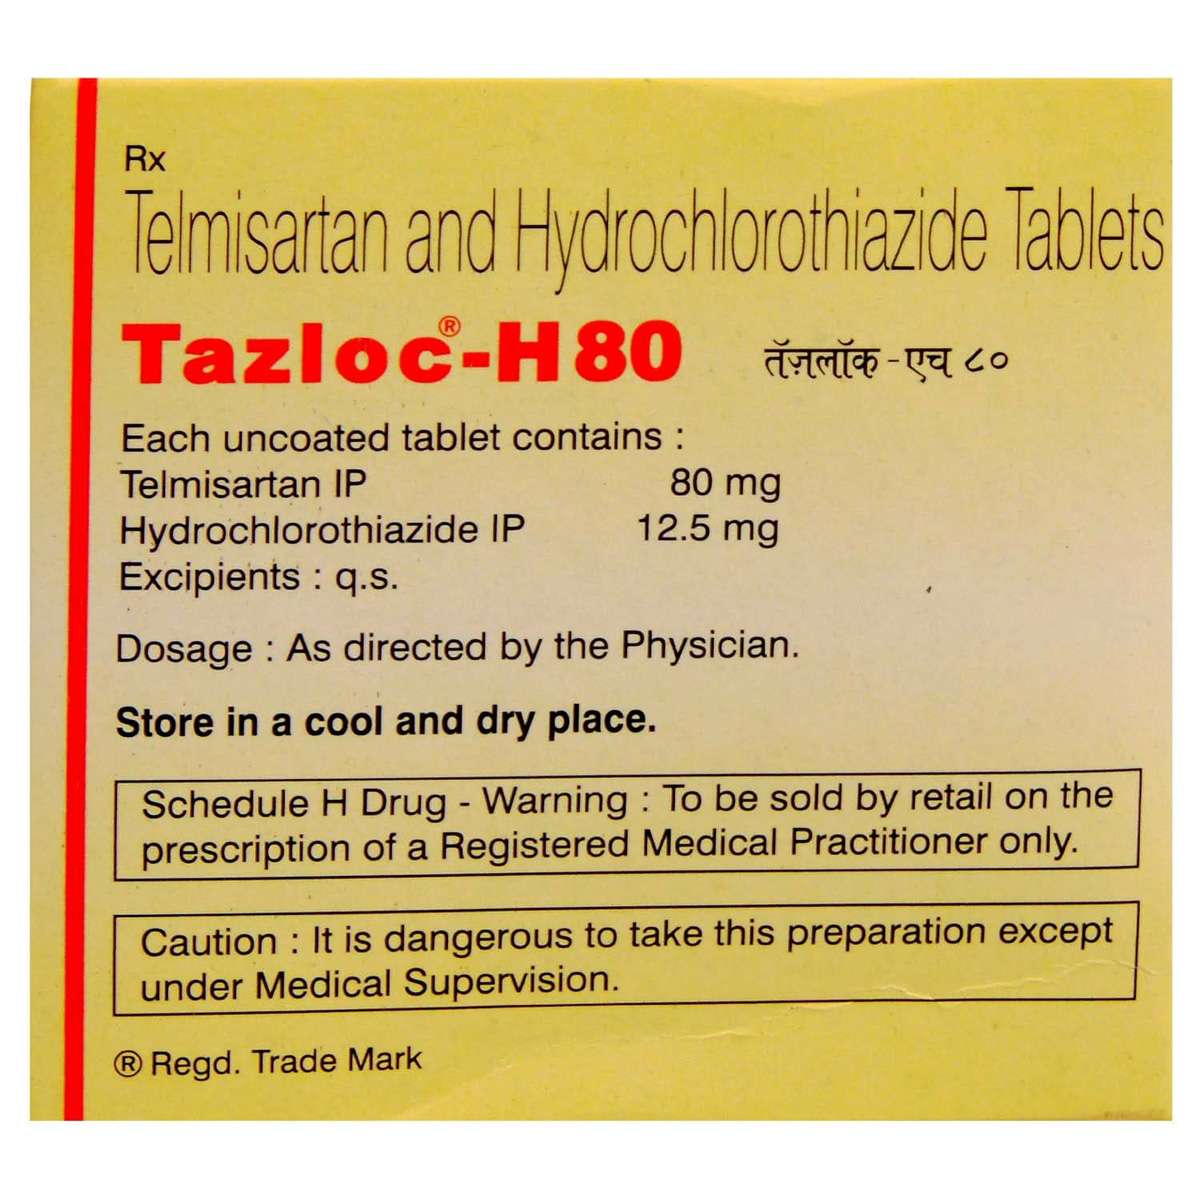 Rx
Telmisartan and Hydrochlorothiazide Tablets
Tazloc®-H 80 तॅज़लॉक - एच ८०
Each uncoated tablet contains :
Telmisartan IP 80 mg
Hydrochlorothiazide IP 12.5 mg
Excipients : q.s.
Dosage : As directed by the Physician.
Store in a cool and dry place.
Schedule H Drug - Warning : To be sold by retail on the
prescription of a Registered Medical Practitioner only.
Caution : It is dangerous to take this preparation except
under Medical Supervision.
® Regd. Trade Mark